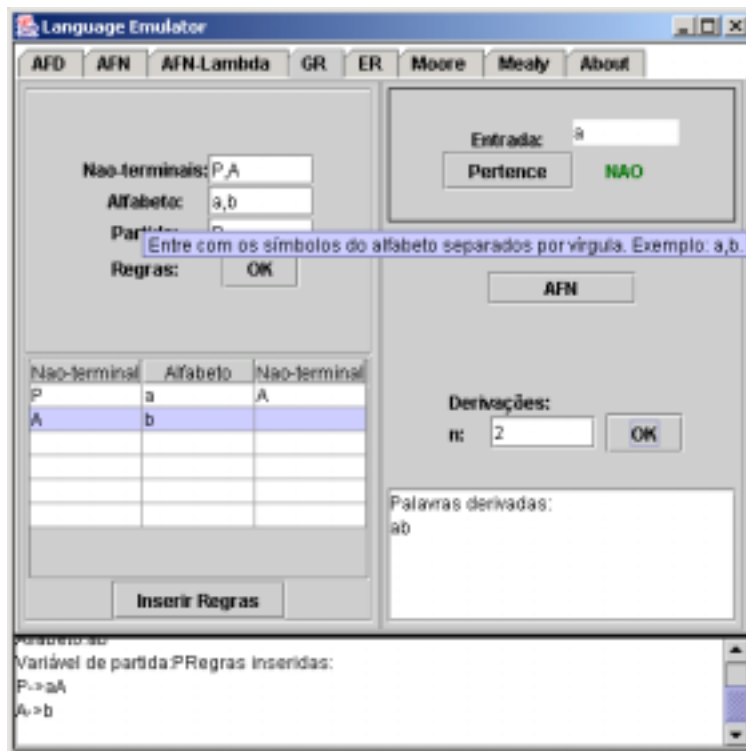 Language Emulator
AFD AFN AFN-Lambda GR ER Moore Mealy About
Nao-terminais: P,A
Alfabeto: a,b
Entre com os símbolos do alfabeto separados por vírgula. Exemplo: a,b.
Regras: OK
Nao-terminal Alfabeto Nao-terminal
P a A
A b
Inserir Regras
Entrada: a
Pertence NAO
AFN
Derivações:
n: 2 OK
Palavras derivadas:
ab
Variável de partida:PRegras inseridas:
P->aA
A->b